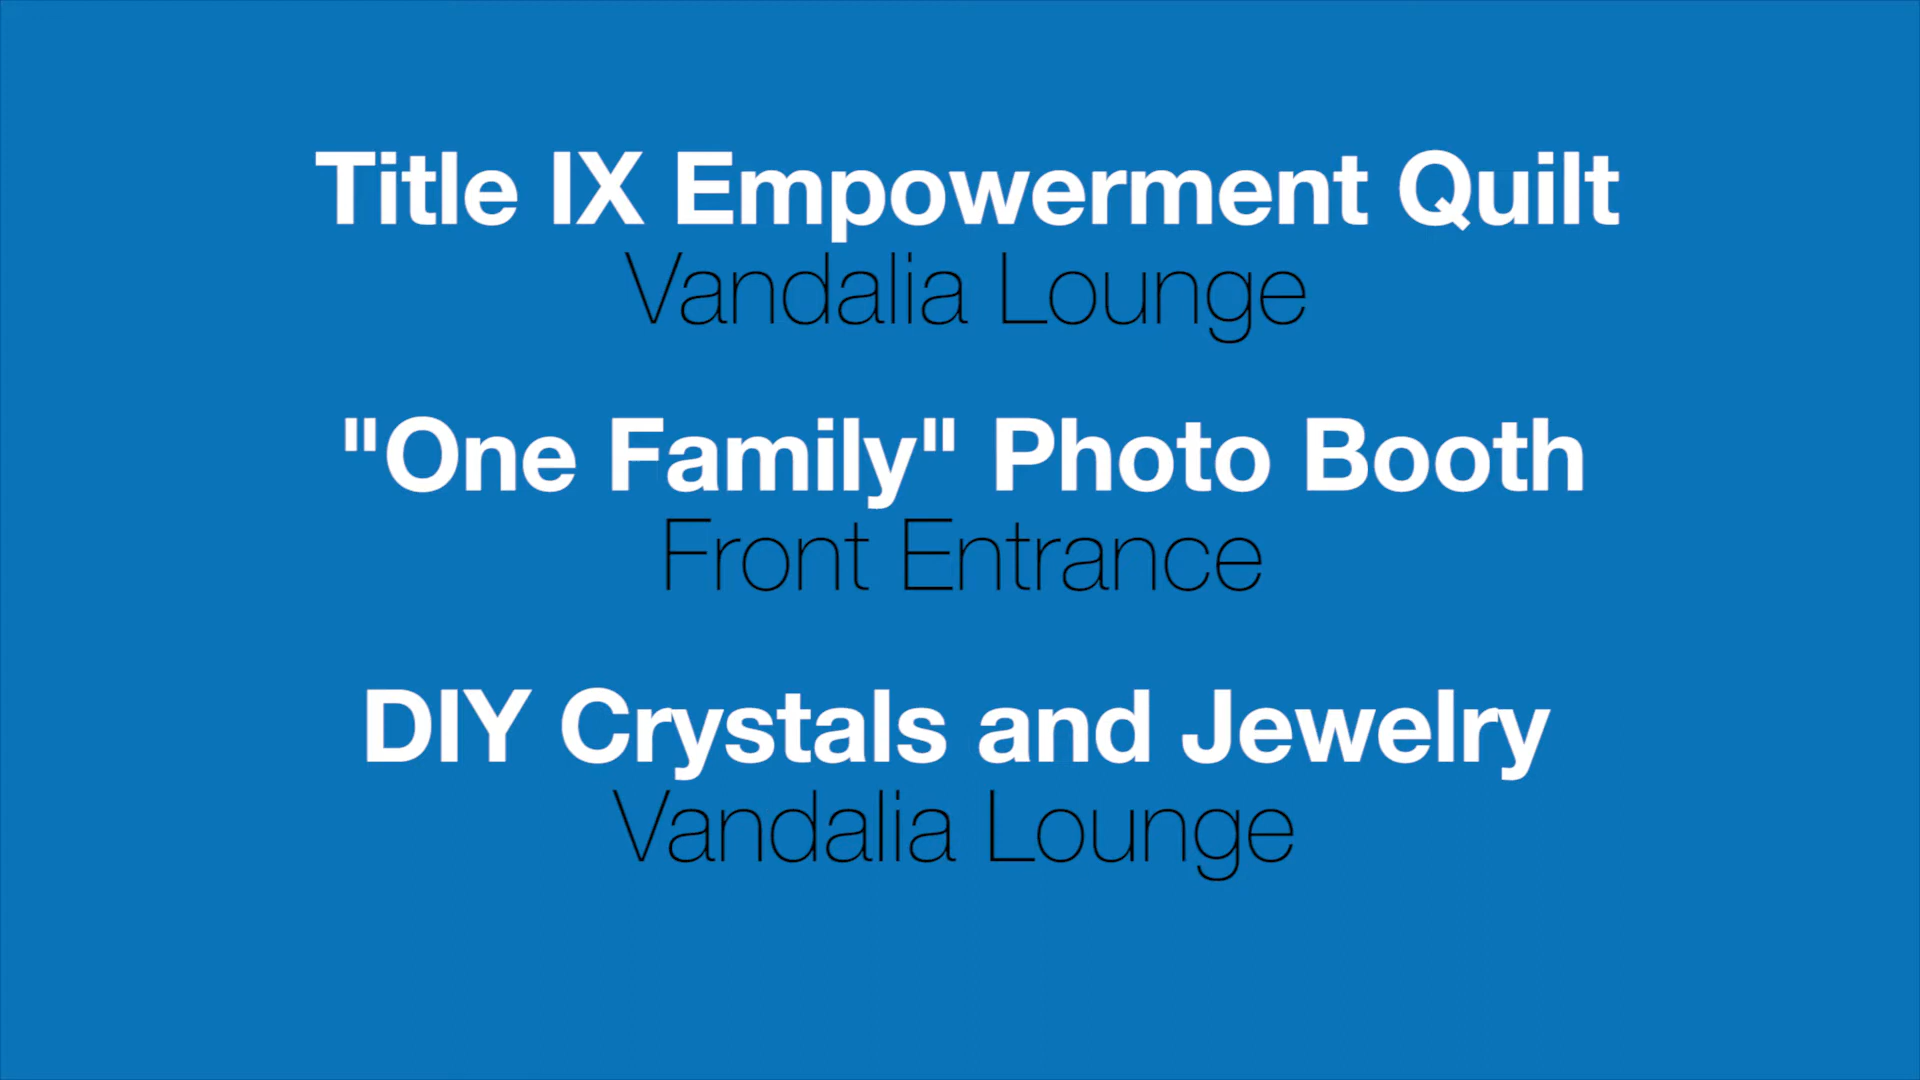 Title IX Empowerment Quilt
Vandalia Lounge
"One Family" Photo Booth
Front Entrance
DIY Crystals and Jewelry
Vandalia Lounge